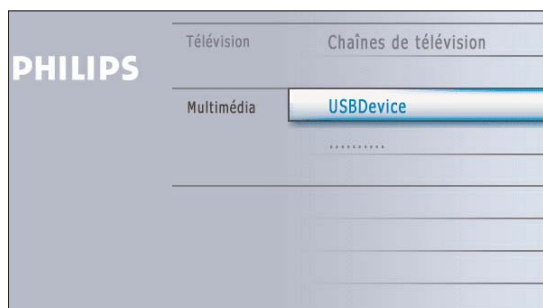 Télévision Chaînes de télévision
PHILIPS
Multimédia USBDevice
..........